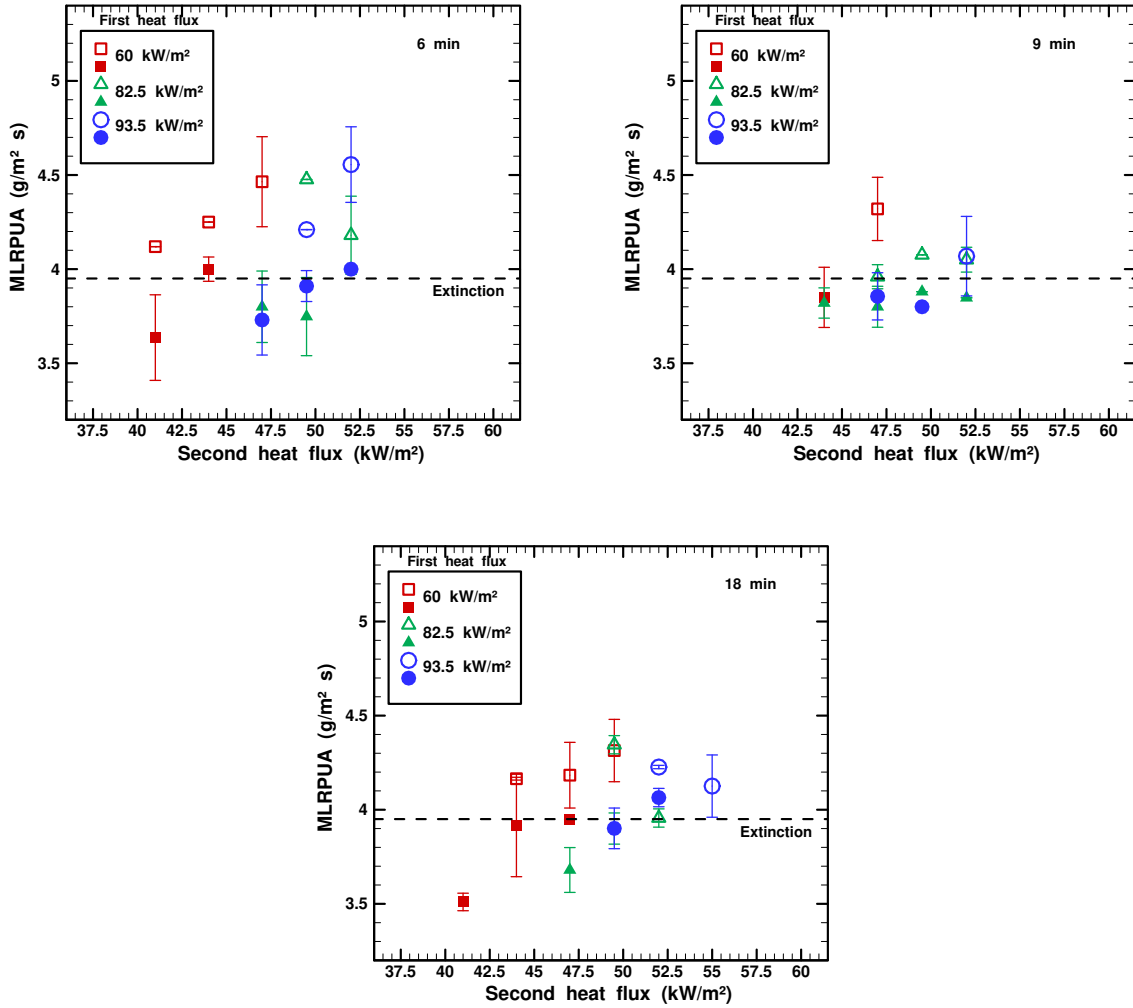 First heat flux
60 kW/m²
82.5 kW/m²
93.5 kW/m²
6 min
Extinction
MLRPUA (g/m² s)
5
4.5
4
3.5
37.5 40 42.5 45 47.5 50 52.5 55 57.5 60
Second heat flux (kW/m²)
First heat flux
60 kW/m²
82.5 kW/m²
93.5 kW/m²
9 min
Extinction
MLRPUA (g/m² s)
5
4.5
4
3.5
37.5 40 42.5 45 47.5 50 52.5 55 57.5 60
Second heat flux (kW/m²)
First heat flux
60 kW/m²
82.5 kW/m²
93.5 kW/m²
18 min
Extinction
MLRPUA (g/m² s)
5
4.5
4
3.5
37.5 40 42.5 45 47.5 50 52.5 55 57.5 60
Second heat flux (kW/m²)